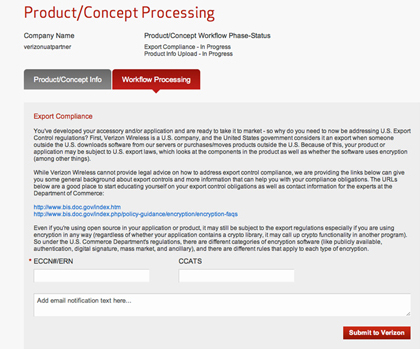 Product/Concept Processing
Company Name
Product/Concept Workflow Phase-Status
verizonuatpartner
Export Compliance - In Progress
Product Info Upload - In Progress
Product/Concept Info
Workflow Processing
Export Compliance
You've developed your accessory and/or application and are ready to take it to market - so why do you need to now be addressing U.S. Export
Control regulations? First, Verizon Wireless is a U.S. company, and the United States government considers it an export when someone
outside the U.S. downloads software from our servers or purchases/moves products outside the U.S. Because of this, your product or
application may be subject to U.S. export laws, which looks at the components in the product as well as whether the software uses encryption
(among other things).
While Verizon Wireless cannot provide legal advice on how to address export control compliance, we are providing the links below can give
you some general background about export controls and more information that can help you with your compliance obligations. The URLs
below are a good place to start educating yourself on your export control obligations as well as contact information for the experts at the
Department of Commerce:
http://www.bis.doc.gov/index.htm
http://www.bis.doc.gov/index.php/policy-guidance/encryption/encryption-faqs
Even if you're using open source in your application or product, it may still be subject to the export regulations especially if you are using
encryption in any way (regardless of whether your application contains a crypto library, it may call up crypto functionality in another program).
So under the U.S. Commerce Department's regulations, there are different categories of encryption software (like publicly available,
authentication, digital signature, mass market, and ancillary), and there are different rules that apply to each type of encryption.
* ECCN#/ERN
CCATS
Add email notification text here...
Submit to Verizon